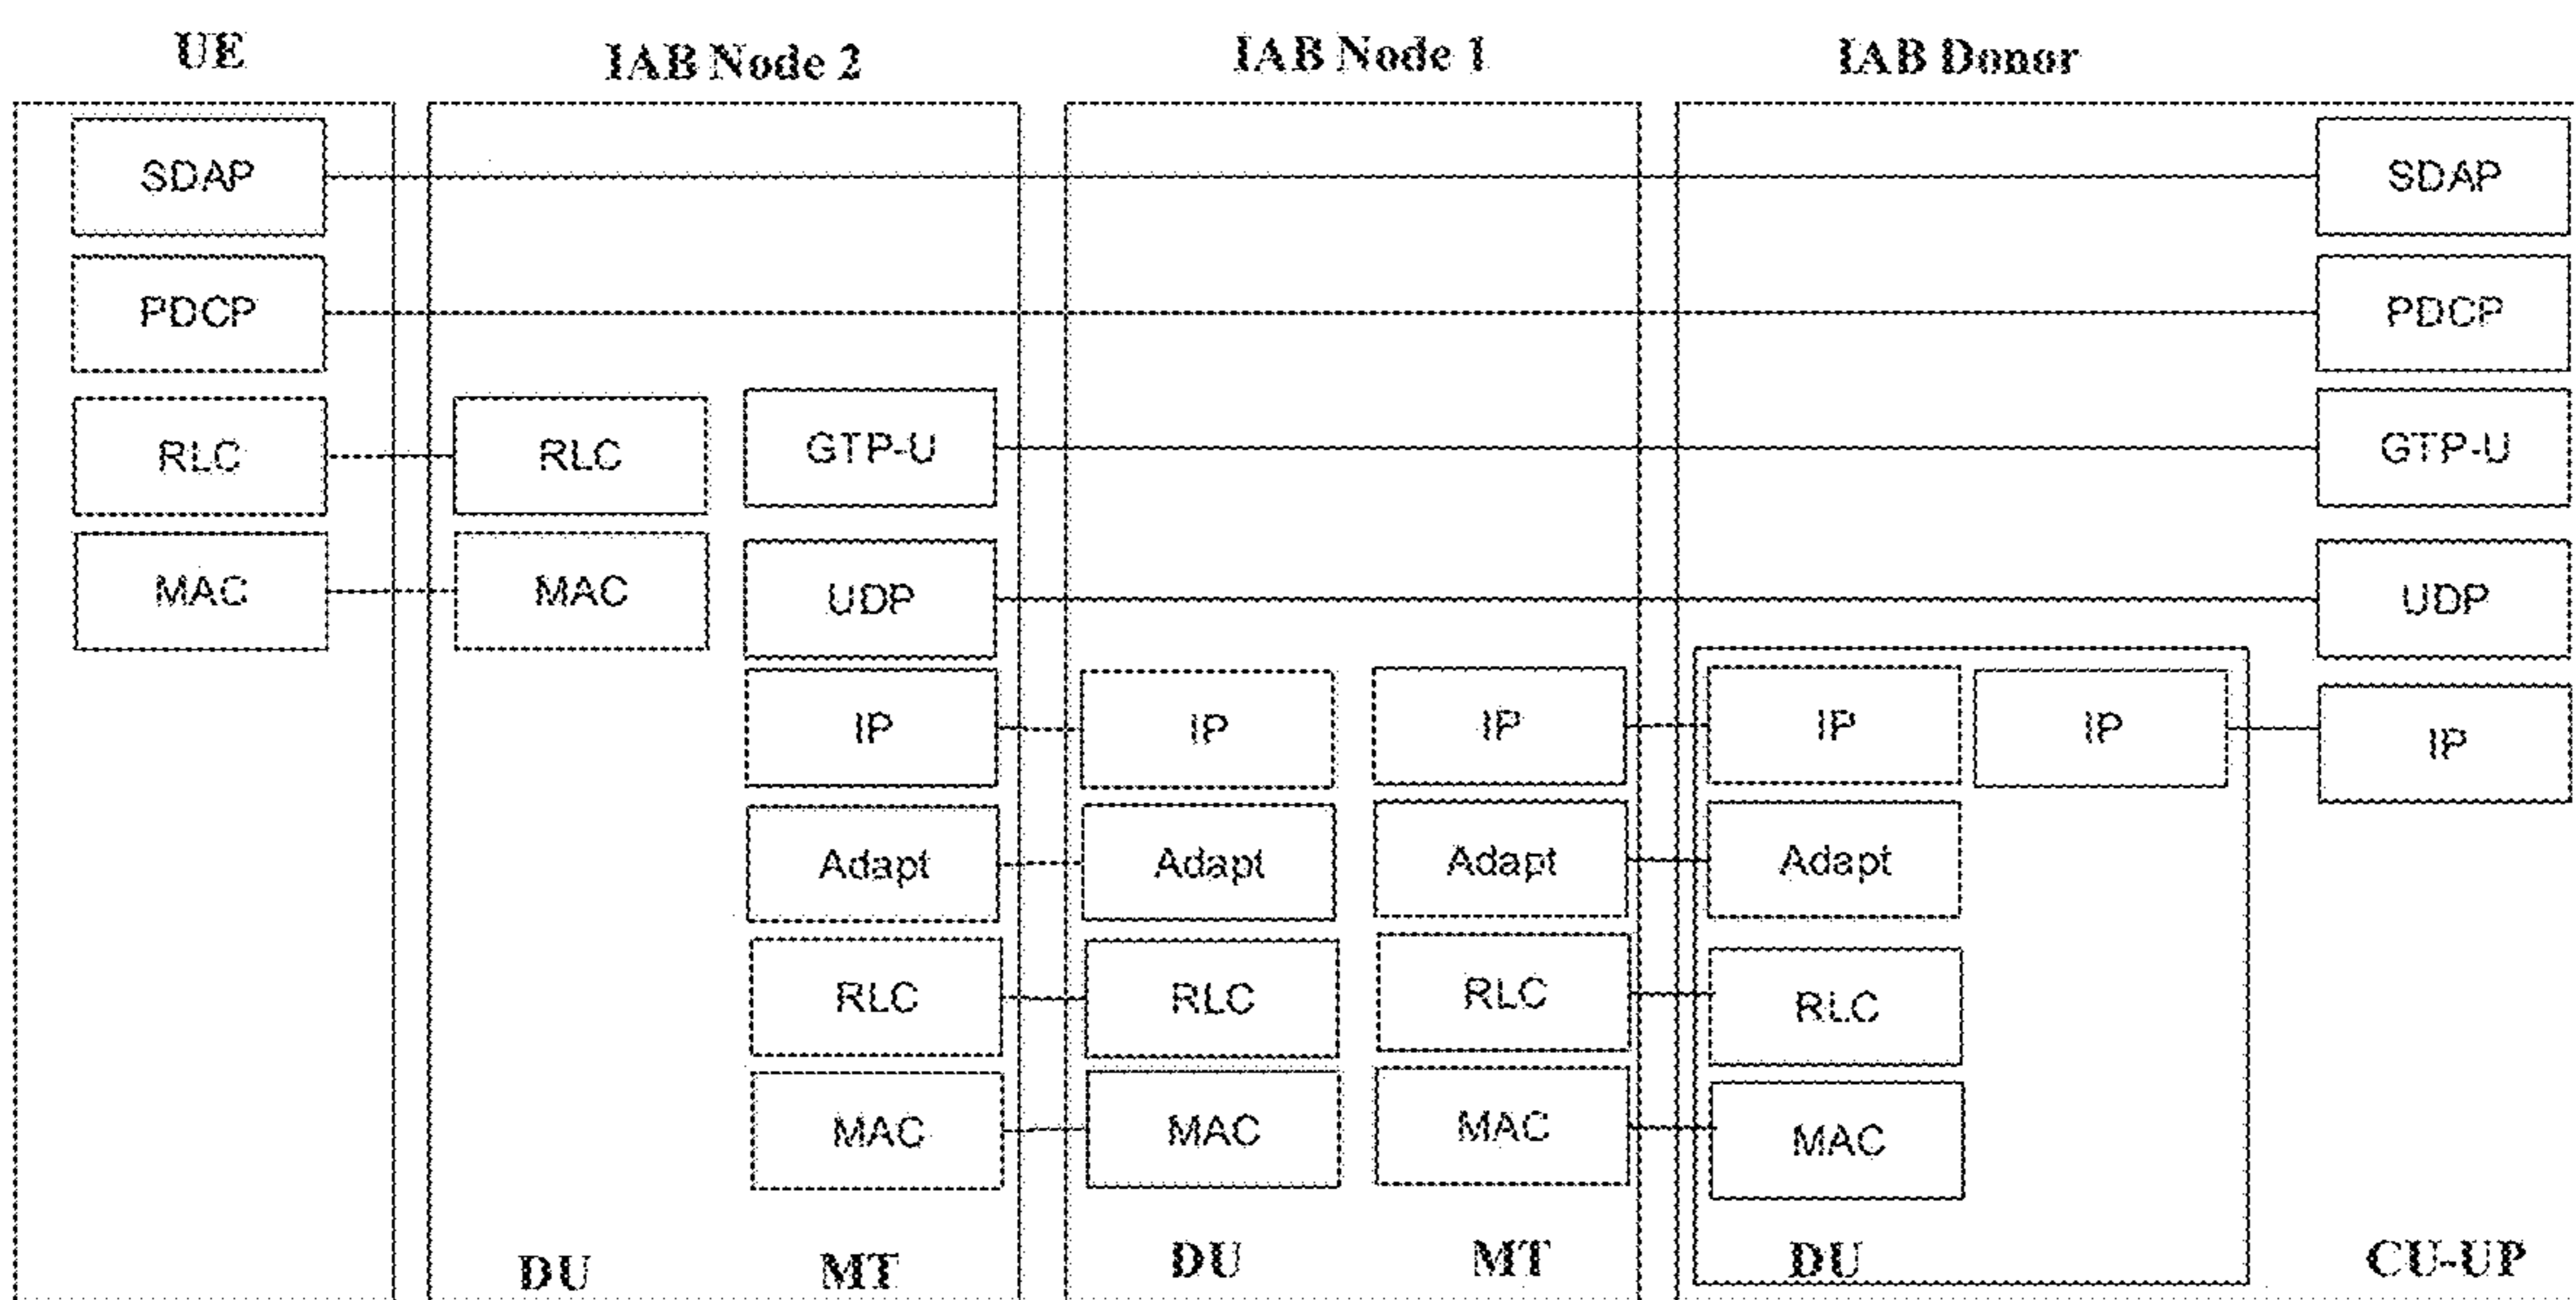 UE IAB Node 2 IAB Node 1 IAB Donor
SDAP SDAP
PDCP PDCP
RLC RLC GTP-U GTP-U
MAC MAC UDP UDP
IP IP IP IP IP IP
Adapt Adapt Adapt Adapt
RLC RLC RLC RLC
MAC MAC MAC MAC
DU MT DU MT DU CU-UP